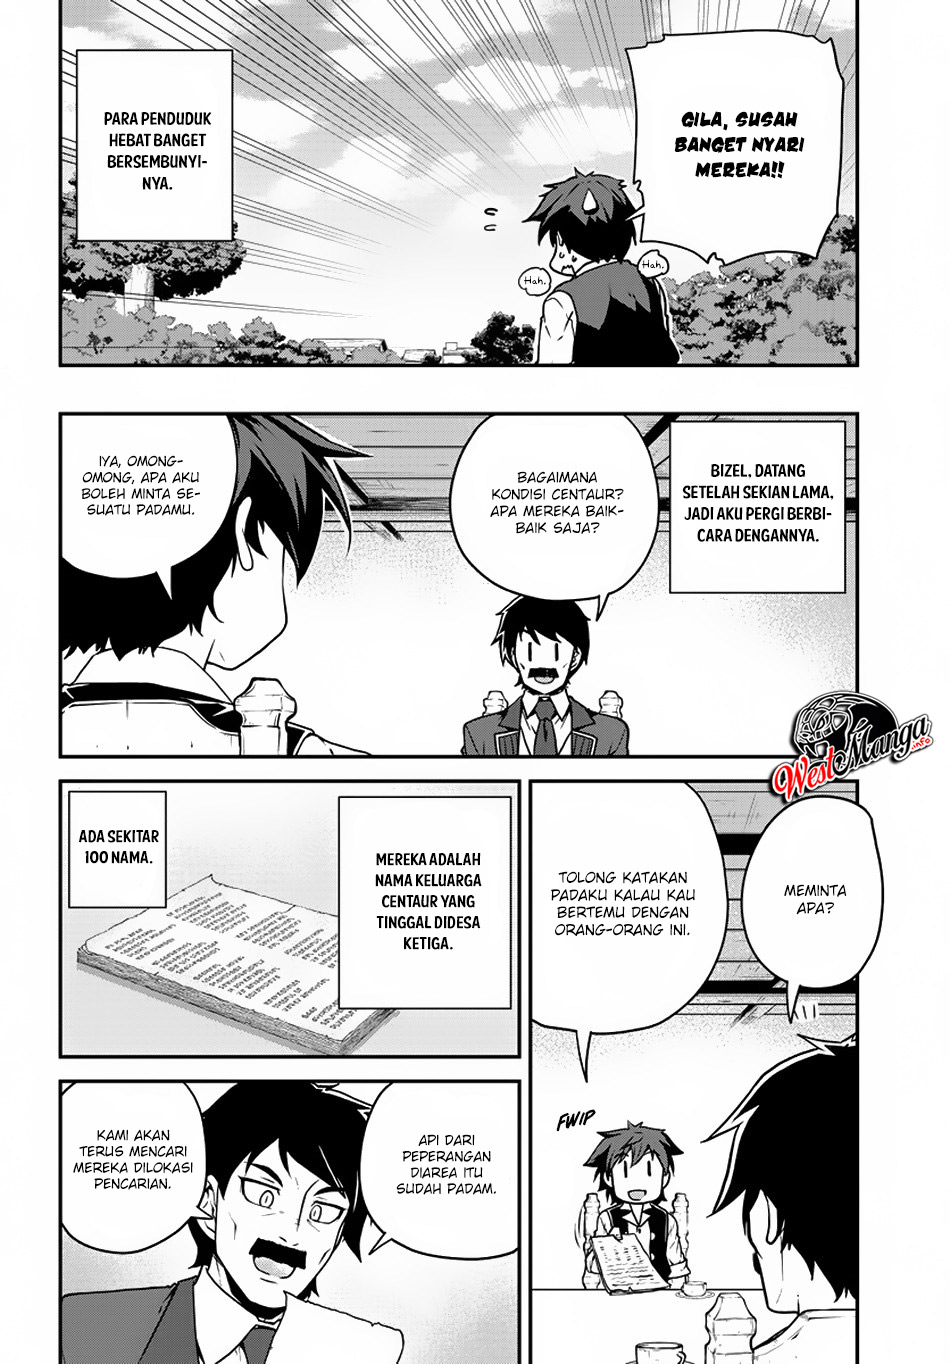 GILA, SUSAH
BANGET NYARI
MEREKA!!
PARA PENDUDUK
HEBAT BANGET
BERSEMBUNYI-
NYA.
Hah.
Hah.
BIZEL, DATANG
SETELAH SEKIAN LAMA,
JADI AKU PERGI BERBI-
CARA DENGANNYA.
BAGAIMANA
KONDISI CENTAUR?
APA MEREKA BAIK-
BAIK SAJA?
IYA, OMONG-
OMONG, APA AKU
BOLEH MINTA SE-
SUATU PADAMU.
WestManga
.info
MEMINTA
APA?
TOLONG KATAKAN
PADAKU KALAU KAU
BERTEMU DENGAN
ORANG-ORANG INI.
FWIP
MEREKA ADALAH
NAMA KELUARGA
CENTAUR YANG
TINGGAL DIDESA
KETIGA.
ADA SEKITAR
100 NAMA.
API DARI
PEPERANGAN
DIAREA ITU
SUDAH PADAM.
KAMI AKAN
TERUS MENCARI
MEREKA DILOKASI
PENCARIAN.